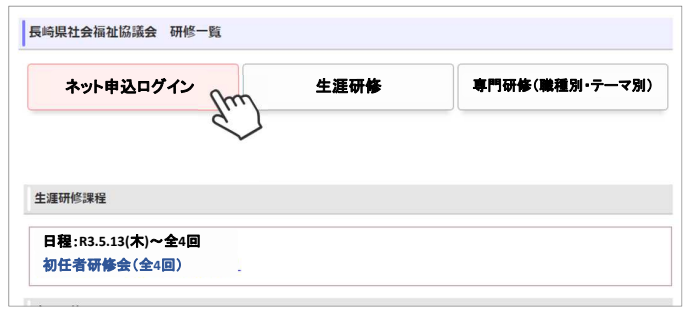 長崎県社会福祉協議会 研修一覧
ネット申込ログイン
生涯研修
専門研修(職種別・テーマ別)
生涯研修課程
日程:R3.5.13(木)～全4回
初任者研修会(全4回)